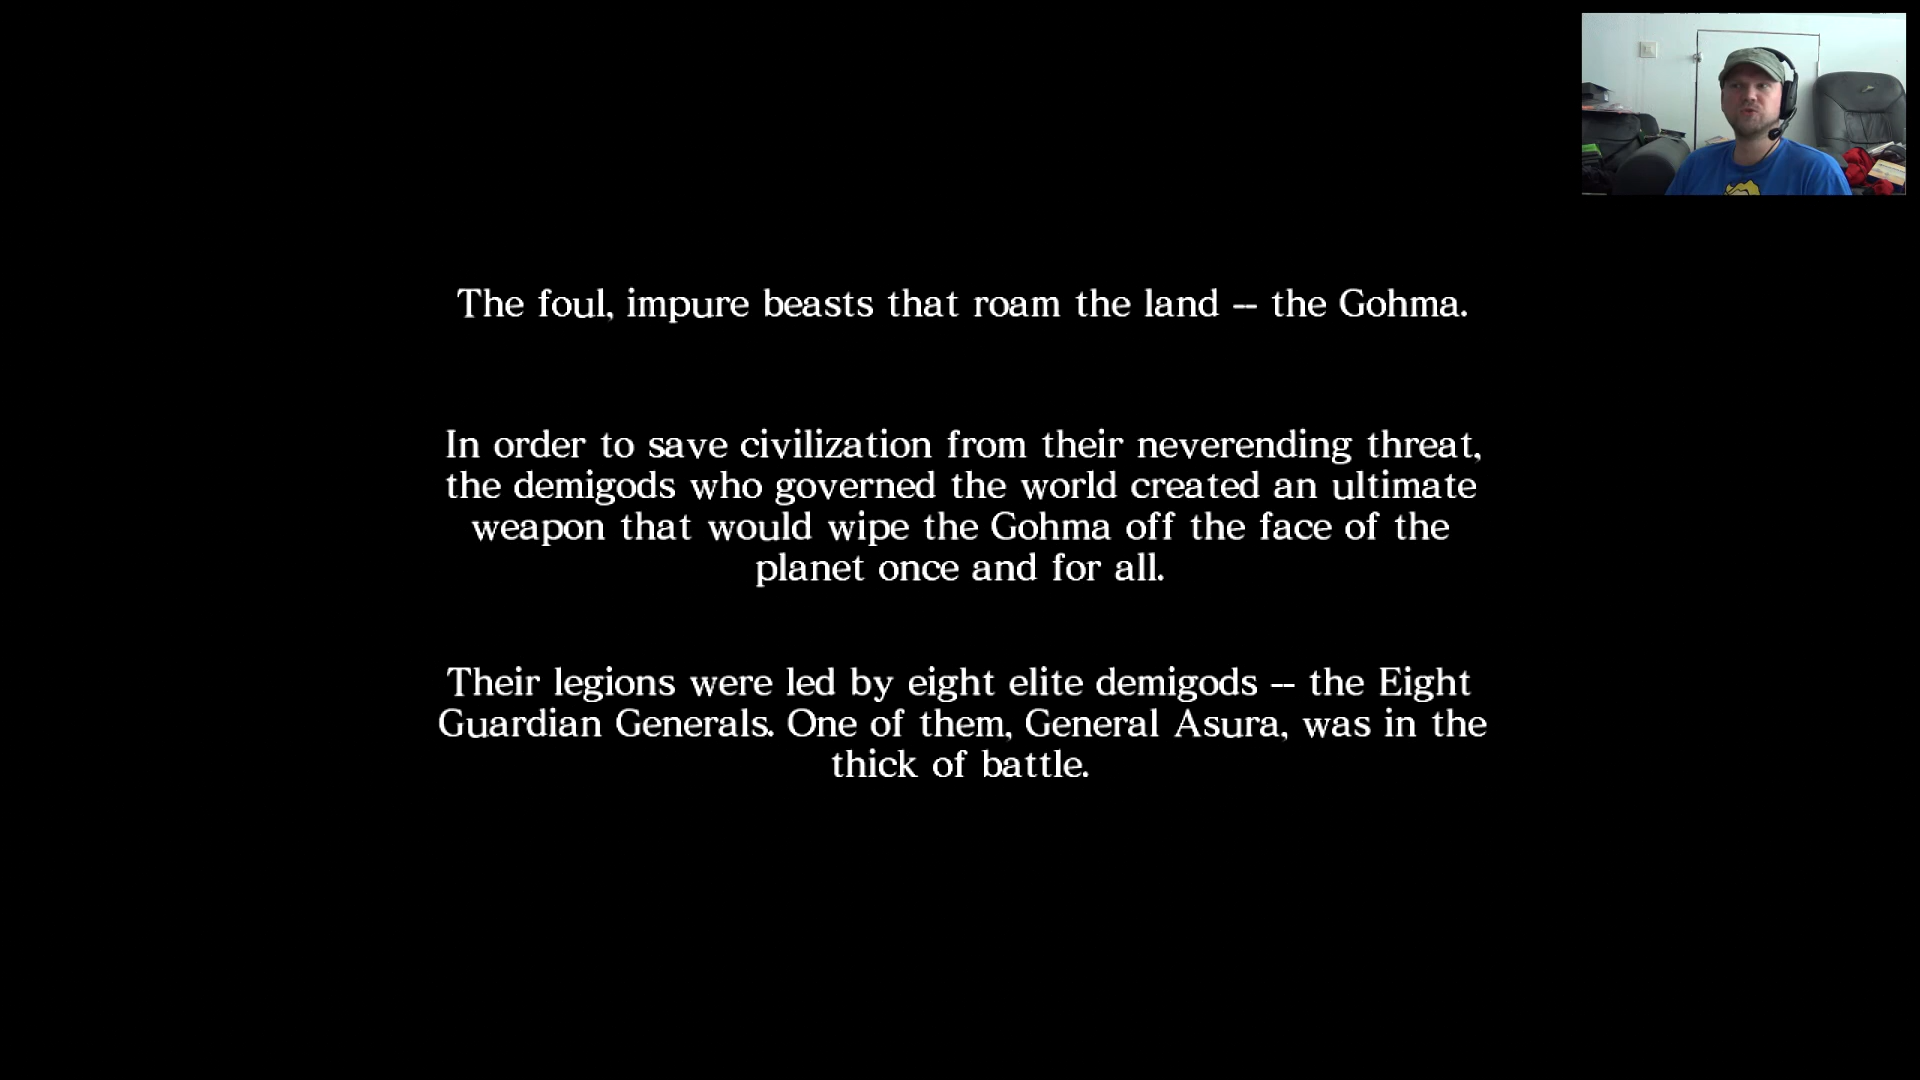 The foul, impure beasts that roam the land -- the Gohma.
In order to save civilization from their neverending threat,
the demigods who governed the world created an ultimate
weapon that would wipe the Gohma off the face of the
planet once and for all.
Their legions were led by eight elite demigods -- the Eight
Guardian Generals. One of them, General Asura, was in the
thick of battle.